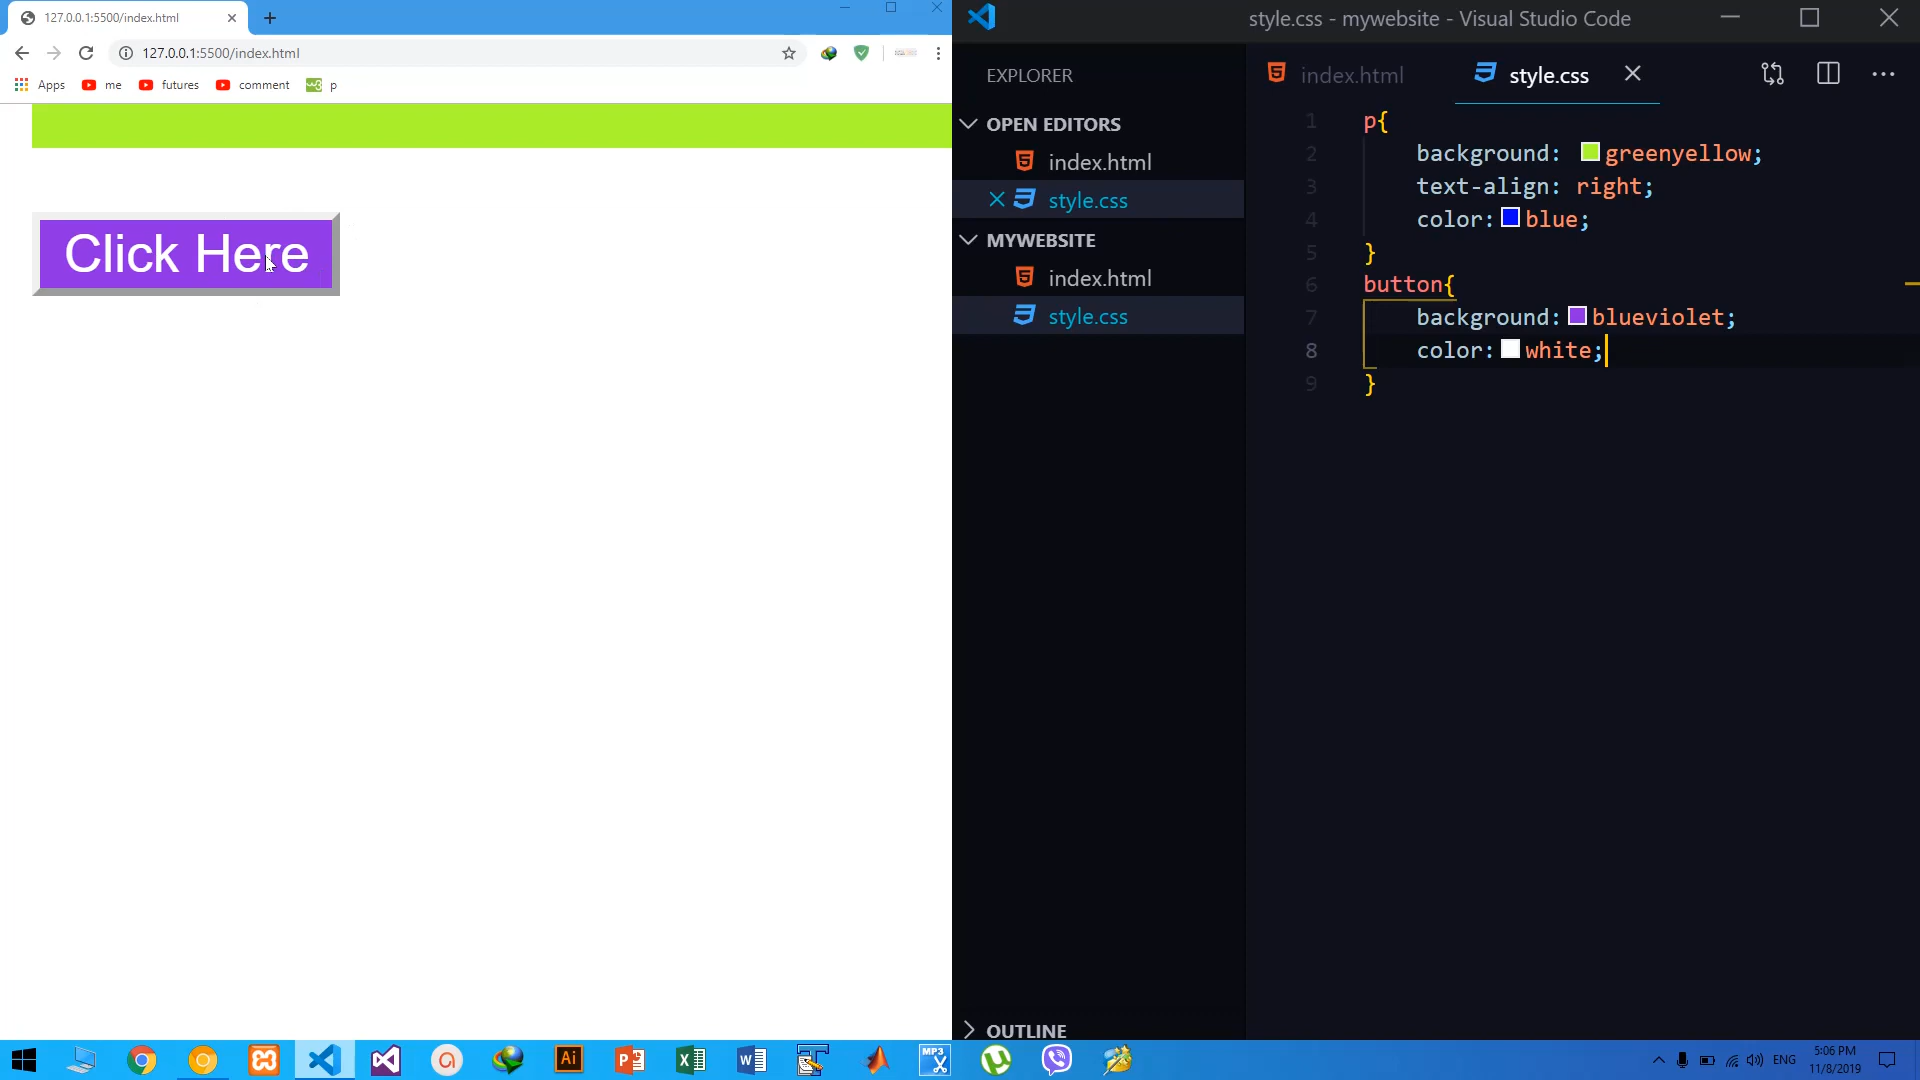 127.0.0.1:5500/index.html
127.0.0.1:5500/index.html
Apps me futures comment p
Click Here
style.css - mywebsite - Visual Studio Code
EXPLORER
OPEN EDITORS
index.html
style.css
MYWEBSITE
index.html
style.css
OUTLINE
index.html style.css
1 p{
2 background: greenyellow;
3 text-align: right;
4 color: blue;
5 }
6 button{
7 background: blueviolet;
8 color: white;
9 }
Ai
MP3
ENG
5:06 PM
11/8/2019